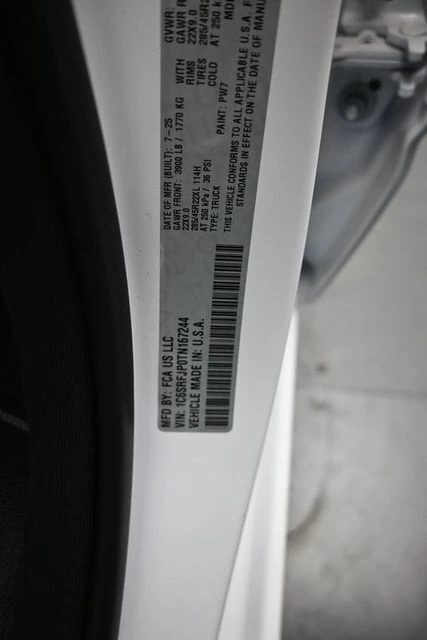 MFD BY: FCA US LLC
VIN: 1C6SRFJP0TN167244
VEHICLE MADE IN: U.S.A.
DATE OF MFR (BUILT): 7-25 GVWR:
GAWR FRONT: 3900 LB / 1770 KG WITH GAWR R
22X9.0 RIMS 22X9.0
285/45R22XL 114H TIRES 285/45R2
AT 250 kPa / 36 PSI COLD AT 250 k
TYPE: TRUCK PAINT: PW7 MDH
THIS VEHICLE CONFORMS TO ALL APPLICABLE U.S.A. F
STANDARDS IN EFFECT ON THE DATE OF MANU